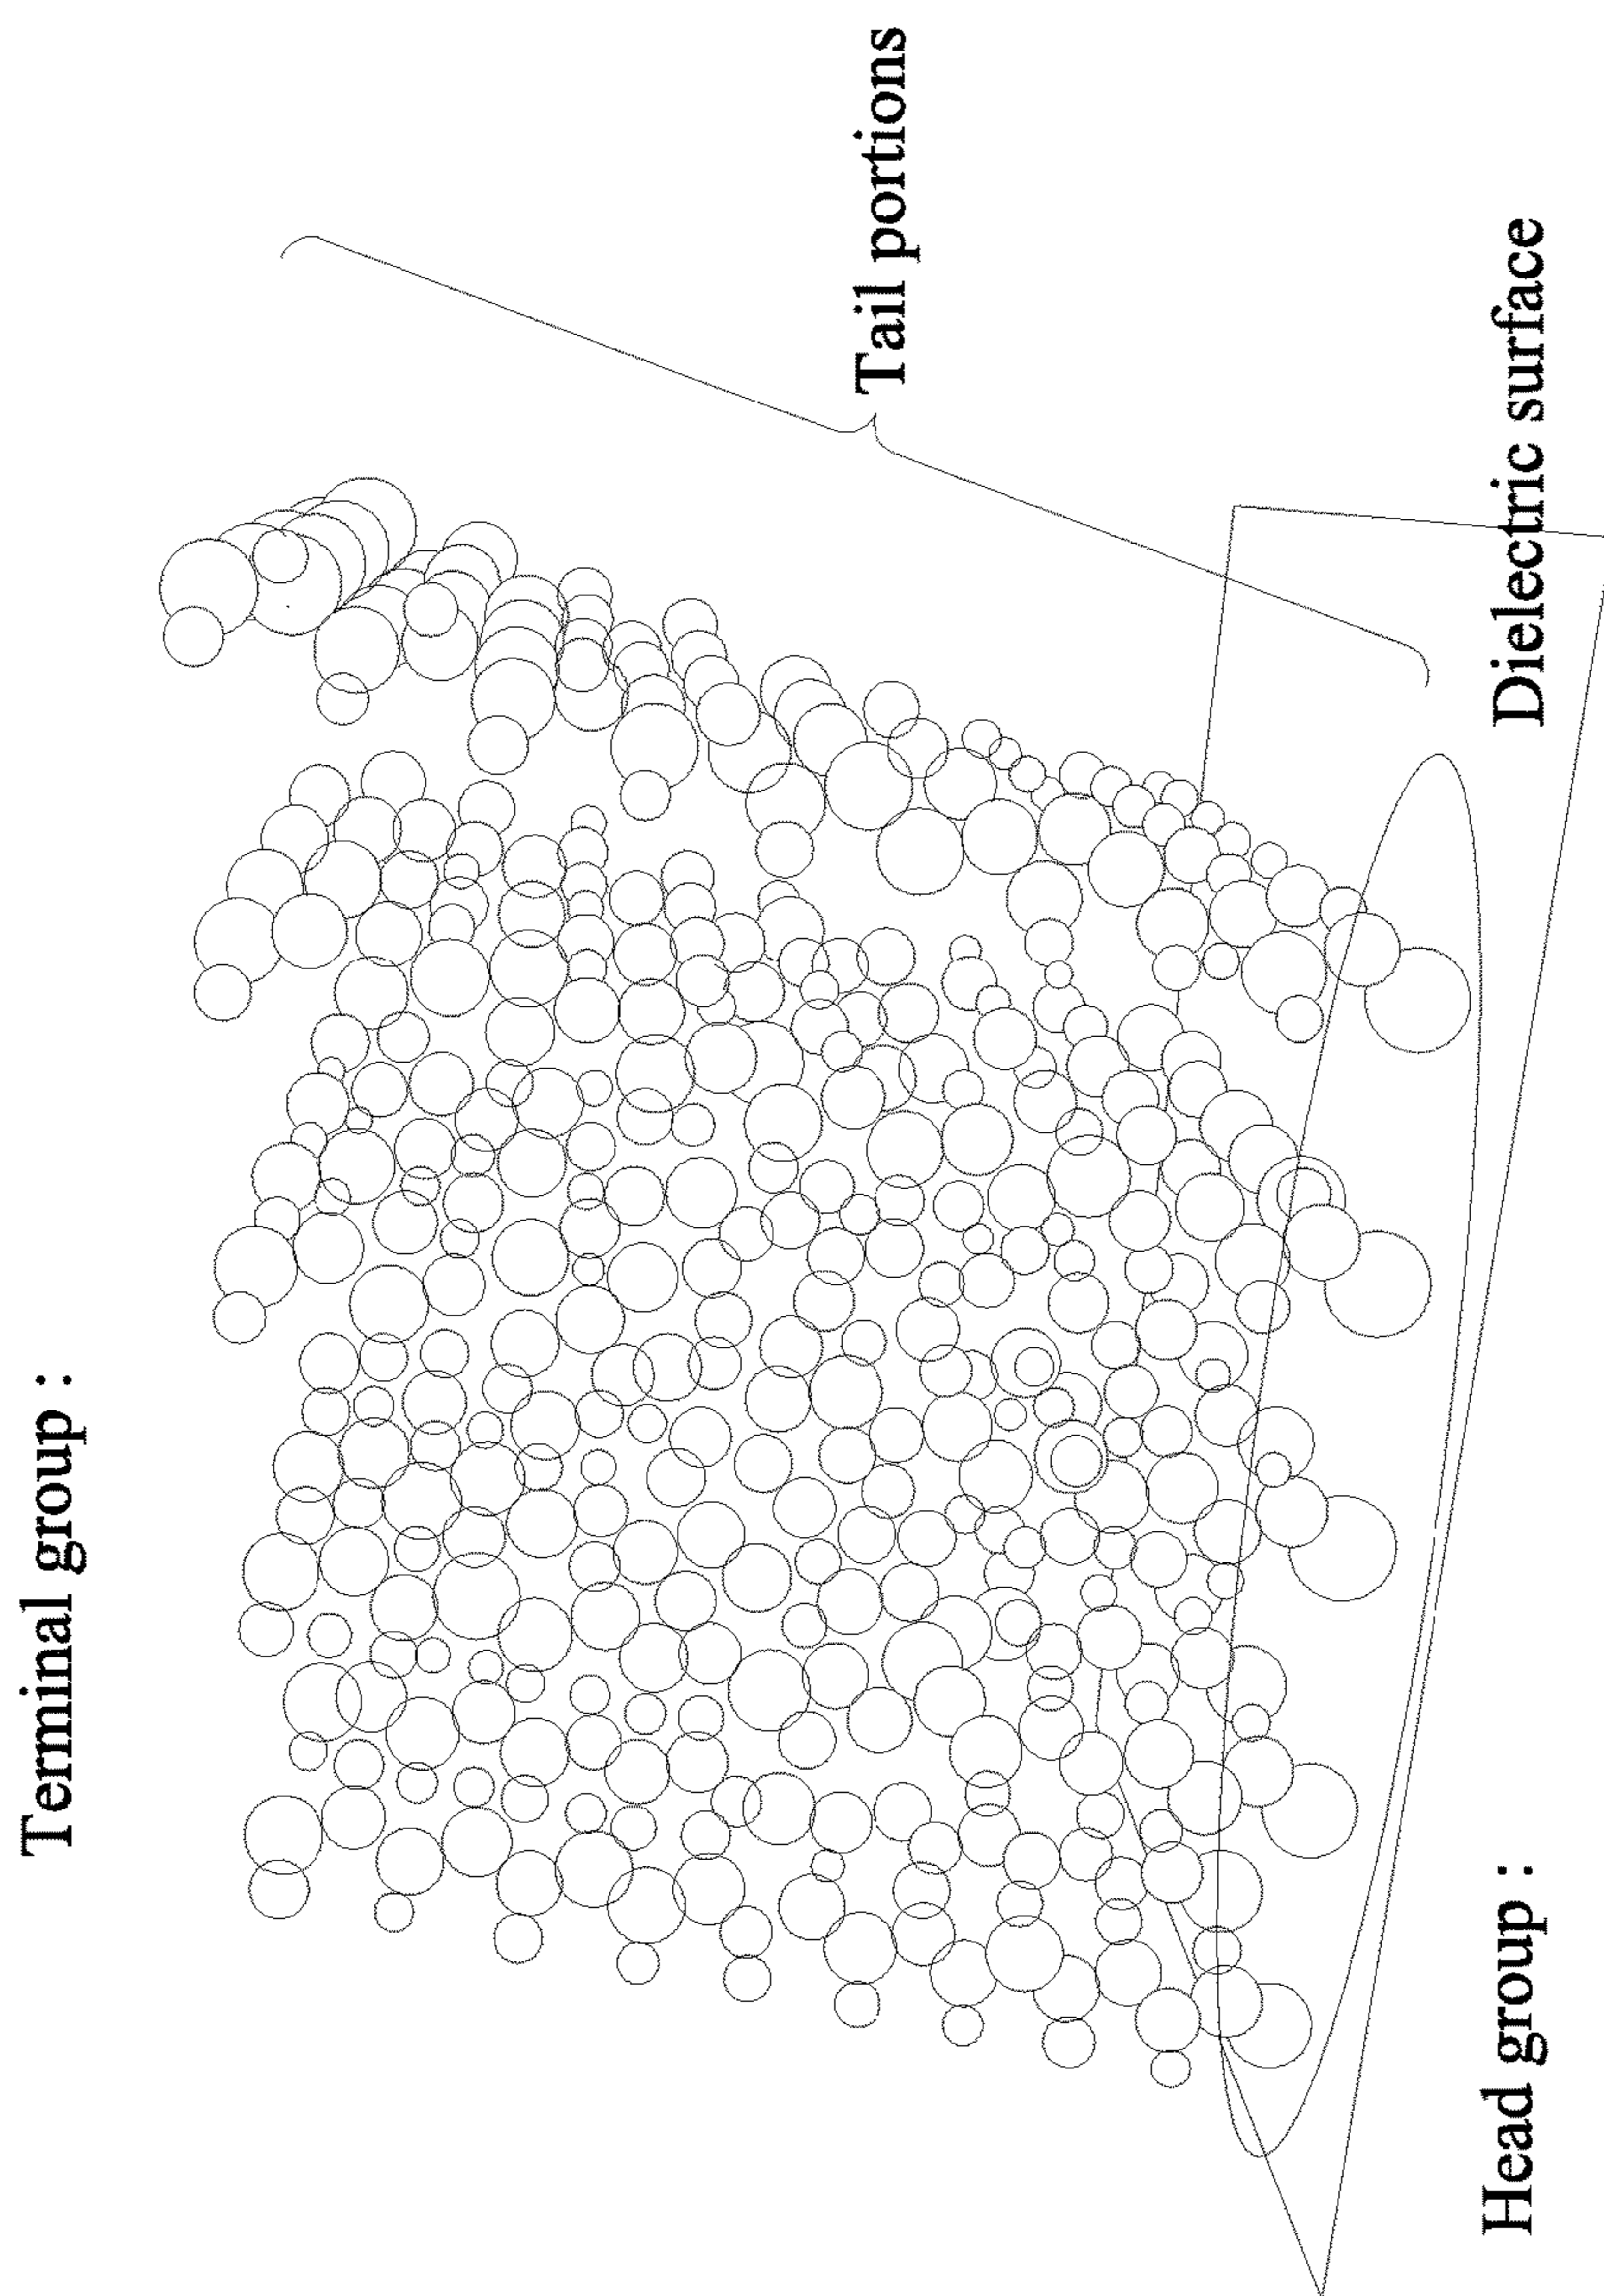 Terminal group :
Tail portions
Dielectric surface
Head group :